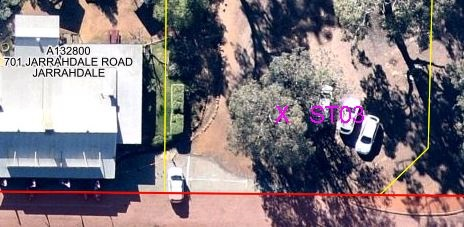 A132800
701 JARRAHDALE ROAD
JARRAHDALE
X ST03